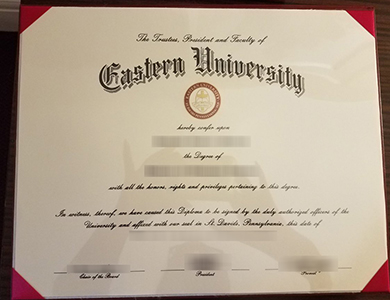 The Trustees, President and Faculty of
Eastern University
hereby confer upon
the Degree of
with all the honors, rights and privileges pertaining to this degree.
In witness, thereof, we have caused this Diploma to be signed by the duly authorized officers of the
University and affixed with our seal in St. Davids, Pennsylvania, this date of
Chair of the Board
President
Provost